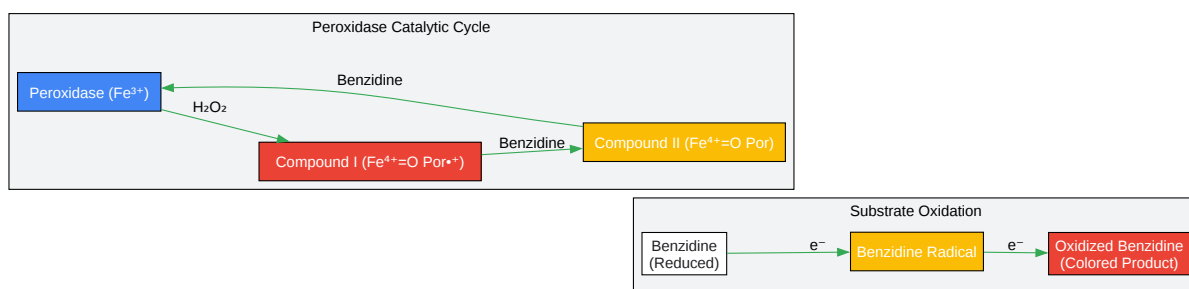 Peroxidase Catalytic Cycle
Peroxidase (Fe³⁺)
H₂O₂
Benzidine
Compound I (Fe⁴⁺=O Por•⁺)
Benzidine
Compound II (Fe⁴⁺=O Por)
Substrate Oxidation
Benzidine
(Reduced)
e⁻
Benzidine Radical
e⁻
Oxidized Benzidine
(Colored Product)